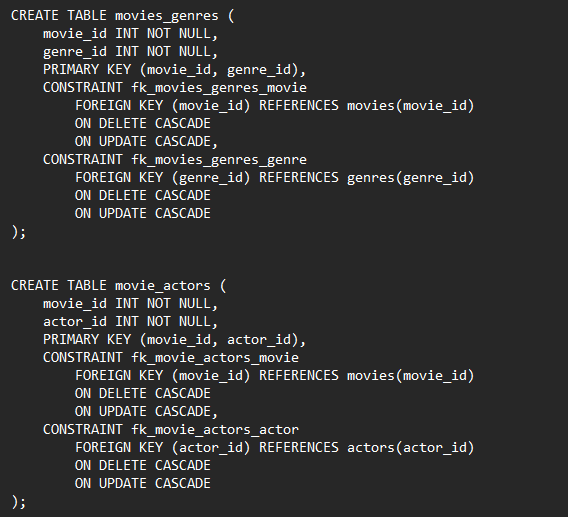 CREATE TABLE movies_genres (
    movie_id INT NOT NULL,
    genre_id INT NOT NULL,
    PRIMARY KEY (movie_id, genre_id),
    CONSTRAINT fk_movies_genres_movie
        FOREIGN KEY (movie_id) REFERENCES movies(movie_id)
        ON DELETE CASCADE
        ON UPDATE CASCADE,
    CONSTRAINT fk_movies_genres_genre
        FOREIGN KEY (genre_id) REFERENCES genres(genre_id)
        ON DELETE CASCADE
        ON UPDATE CASCADE
);
CREATE TABLE movie_actors (
    movie_id INT NOT NULL,
    actor_id INT NOT NULL,
    PRIMARY KEY (movie_id, actor_id),
    CONSTRAINT fk_movie_actors_movie
        FOREIGN KEY (movie_id) REFERENCES movies(movie_id)
        ON DELETE CASCADE
        ON UPDATE CASCADE,
    CONSTRAINT fk_movie_actors_actor
        FOREIGN KEY (actor_id) REFERENCES actors(actor_id)
        ON DELETE CASCADE
        ON UPDATE CASCADE
);